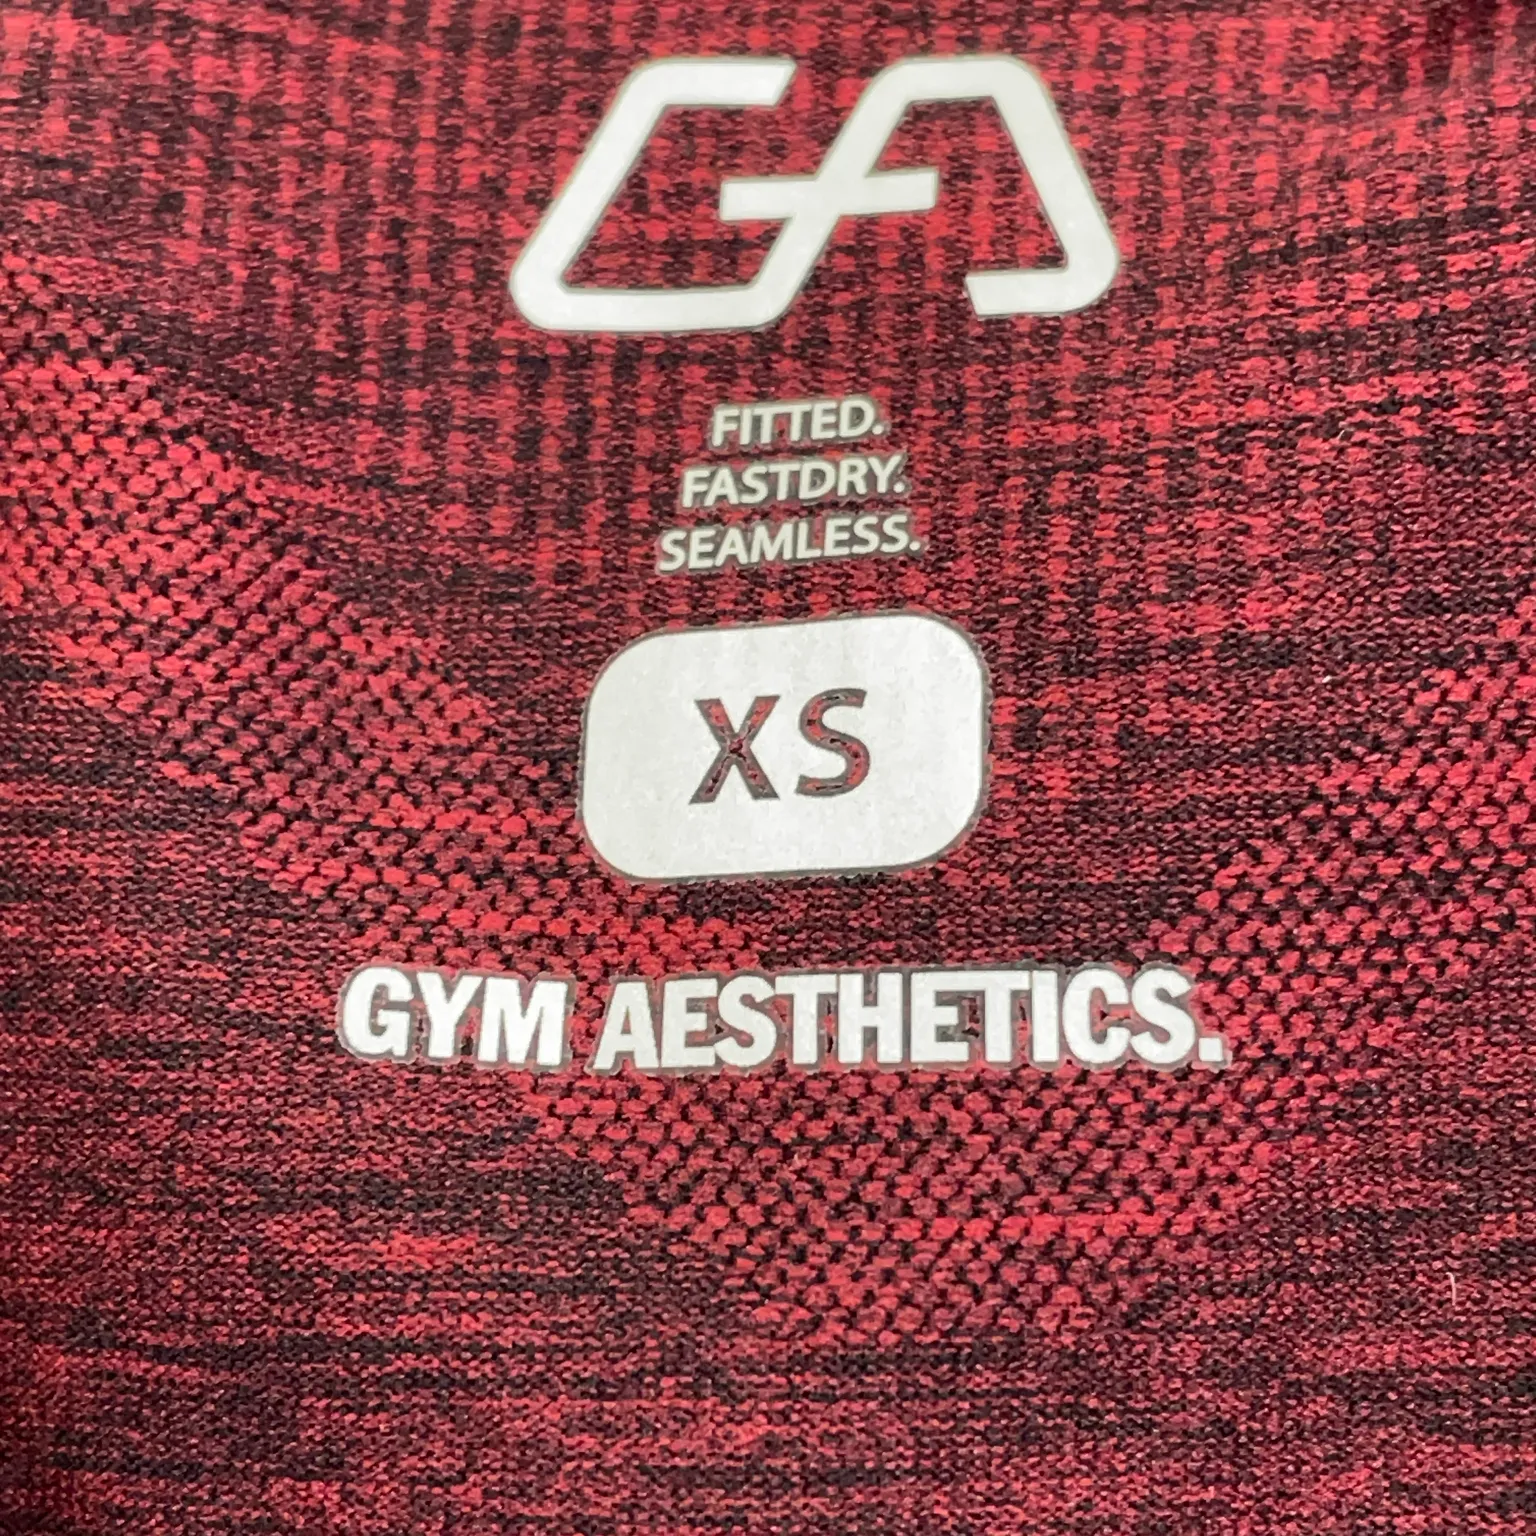 GA
FITTED.
FASTDRY.
SEAMLESS.
XS
GYM AESTHETICS.